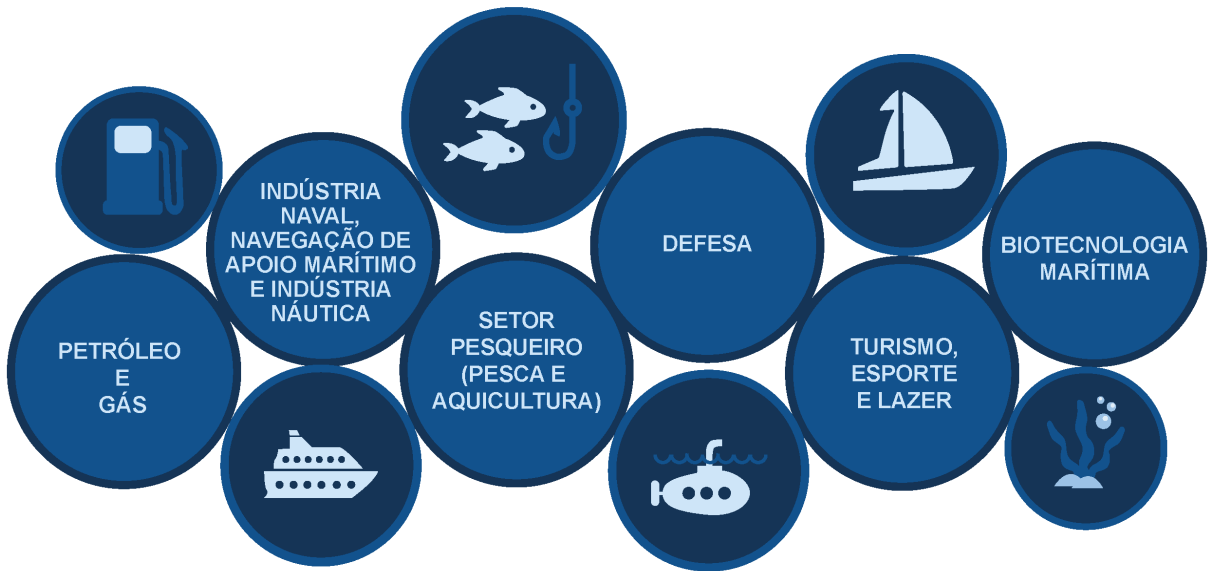 PETRÓLEO
E
GÁS
INDÚSTRIA
NAVAL,
NAVEGAÇÃO DE
APOIO MARÍTIMO
E INDÚSTRIA
NÁUTICA
SETOR
PESQUEIRO
(PESCA E
AQUICULTURA)
DEFESA
TURISMO,
ESPORTE
E LAZER
BIOTECNOLOGIA
MARÍTIMA